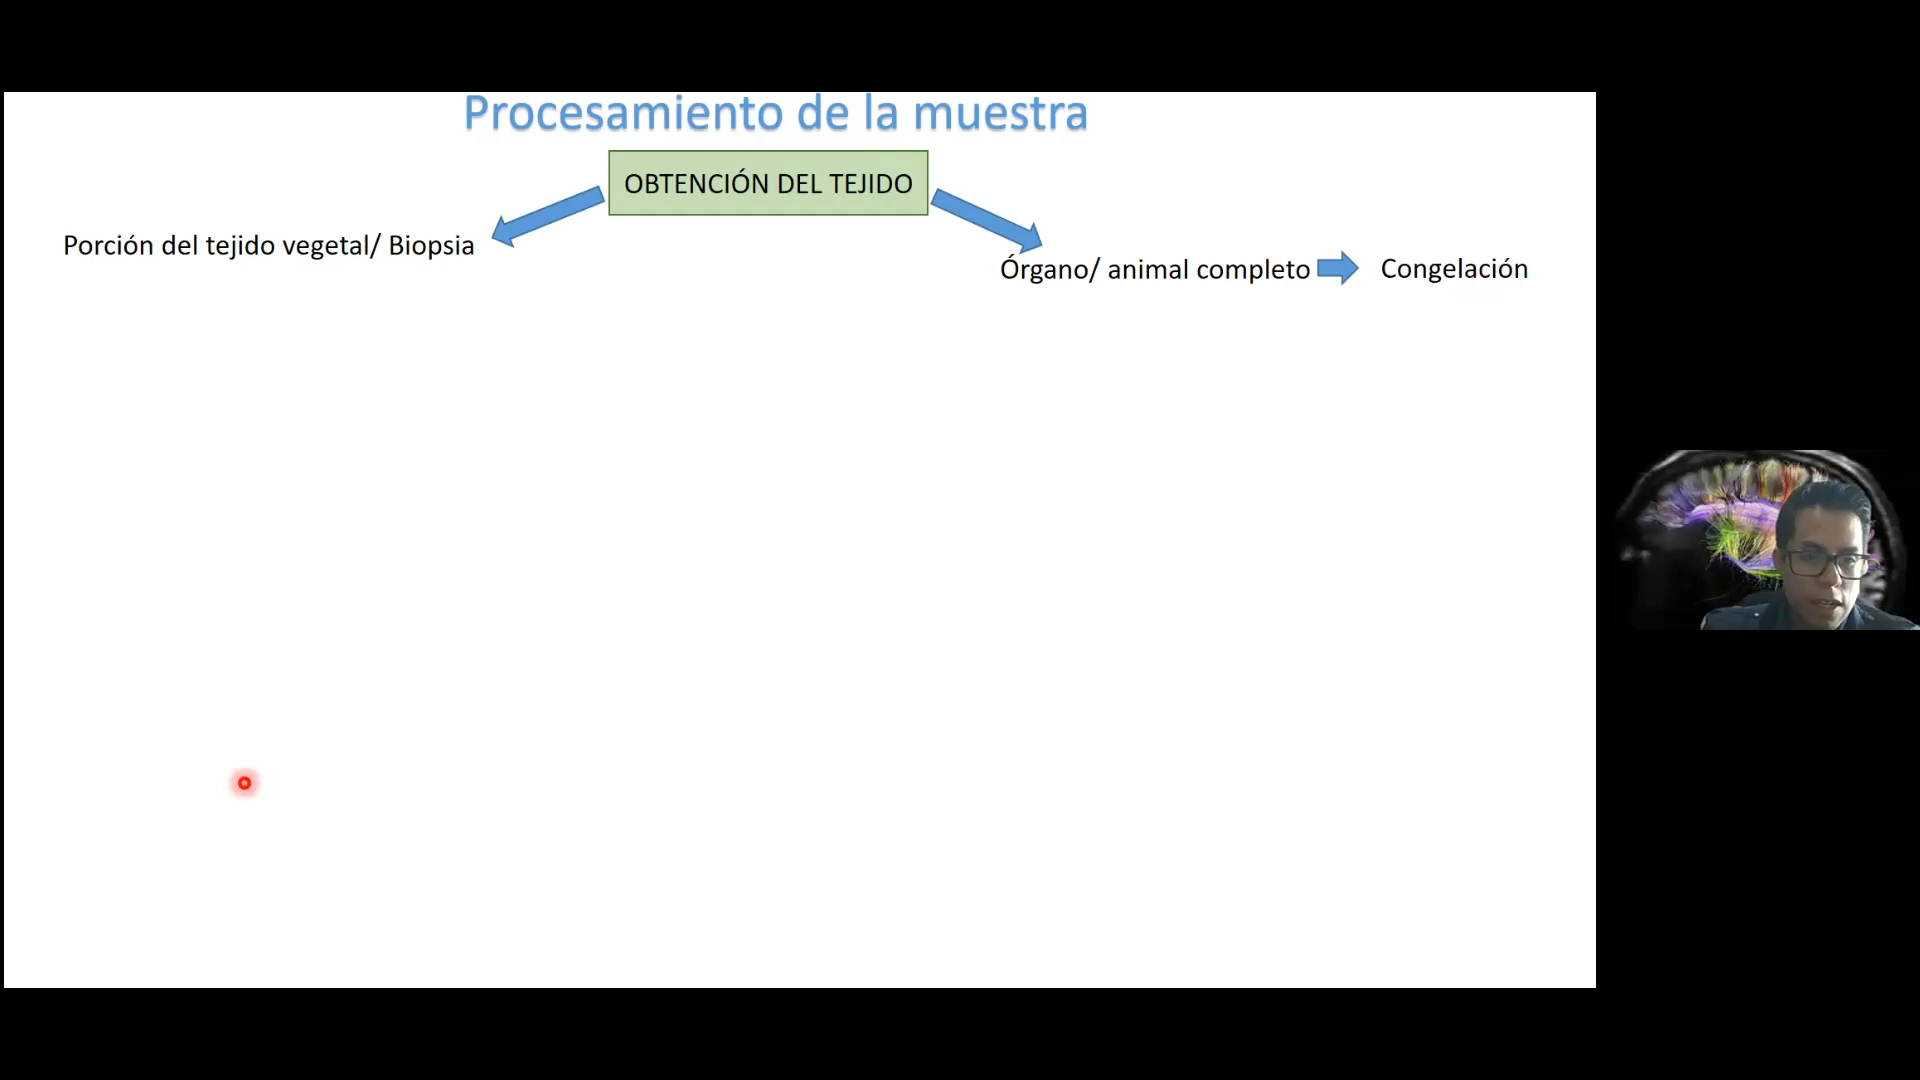 Procesamiento de la muestra
OBTENCIÓN DEL TEJIDO
Porción del tejido vegetal/ Biopsia
Órgano/ animal completo
Congelación